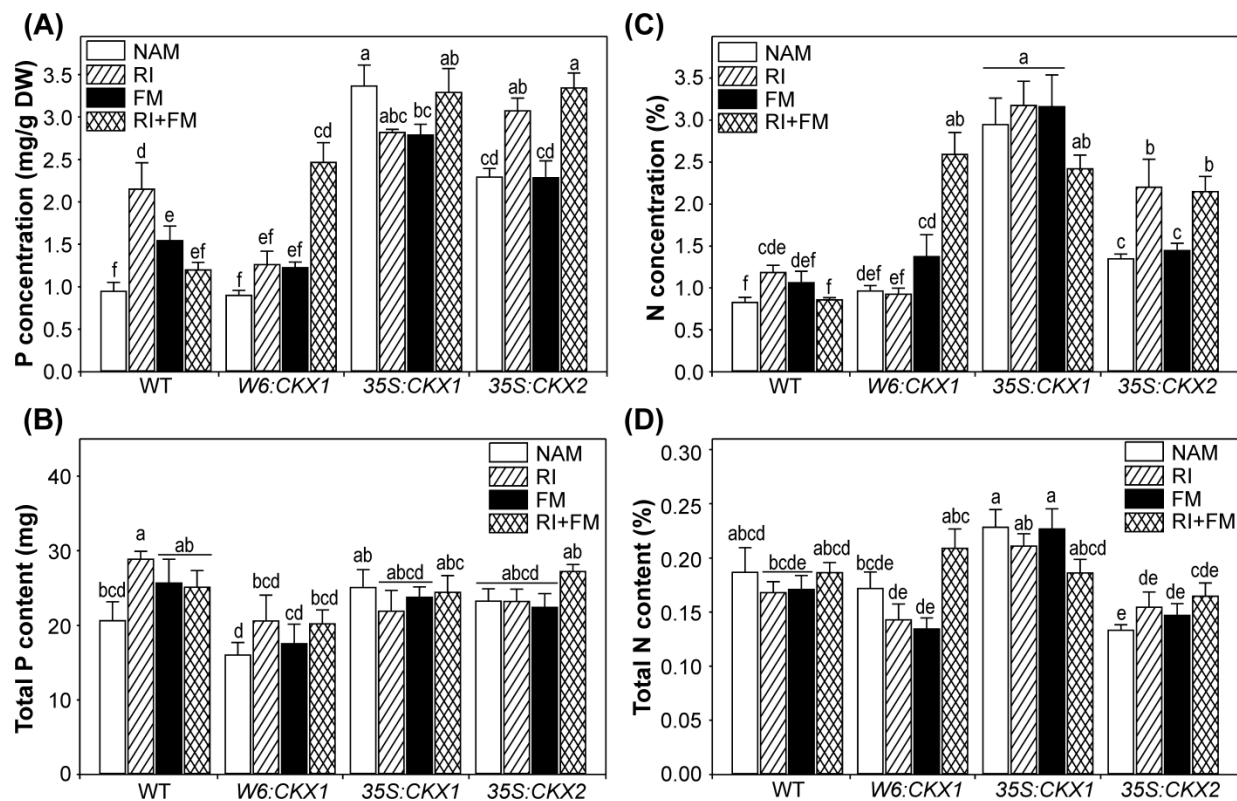 (A)
P concentration (mg/g DW)
3.5
3.0
2.5
2.0
1.5
1.0
0.5
0.0
NAM
RI
FM
RI+FM
f d e ef
f ef ef cd
a abc bc ab
cd ab cd a
WT W6:CKX1 35S:CKX1 35S:CKX2
(C)
N concentration (%)
3.5
3.0
2.5
2.0
1.5
1.0
0.5
0.0
NAM
RI
FM
RI+FM
f cde def f
def ef cd ab
a ab
c b c b
WT W6:CKX1 35S:CKX1 35S:CKX2
(B)
Total P content (mg)
40
30
20
10
0
NAM
RI
FM
RI+FM
bcd a ab
d bcd cd bcd
ab abcd abc
abcd ab
WT W6:CKX1 35S:CKX1 35S:CKX2
(D)
Total N content (%)
0.30
0.25
0.20
0.15
0.10
0.05
0.00
NAM
RI
FM
RI+FM
abcd bcde abcd
bcde de de abc
a ab a abcd
e de de cde
WT W6:CKX1 35S:CKX1 35S:CKX2